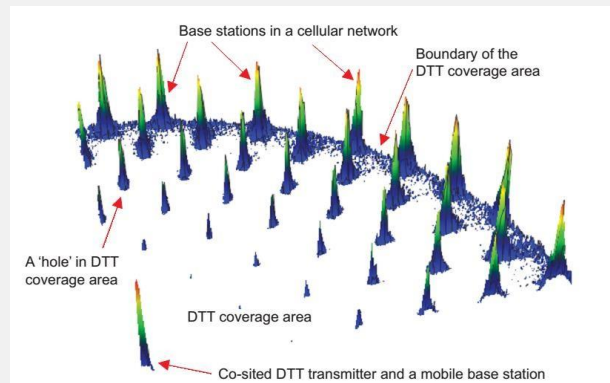 Base stations in a cellular network
Boundary of the
DTT coverage area
A 'hole' in DTT
coverage area
DTT coverage area
Co-sited DTT transmitter and a mobile base station